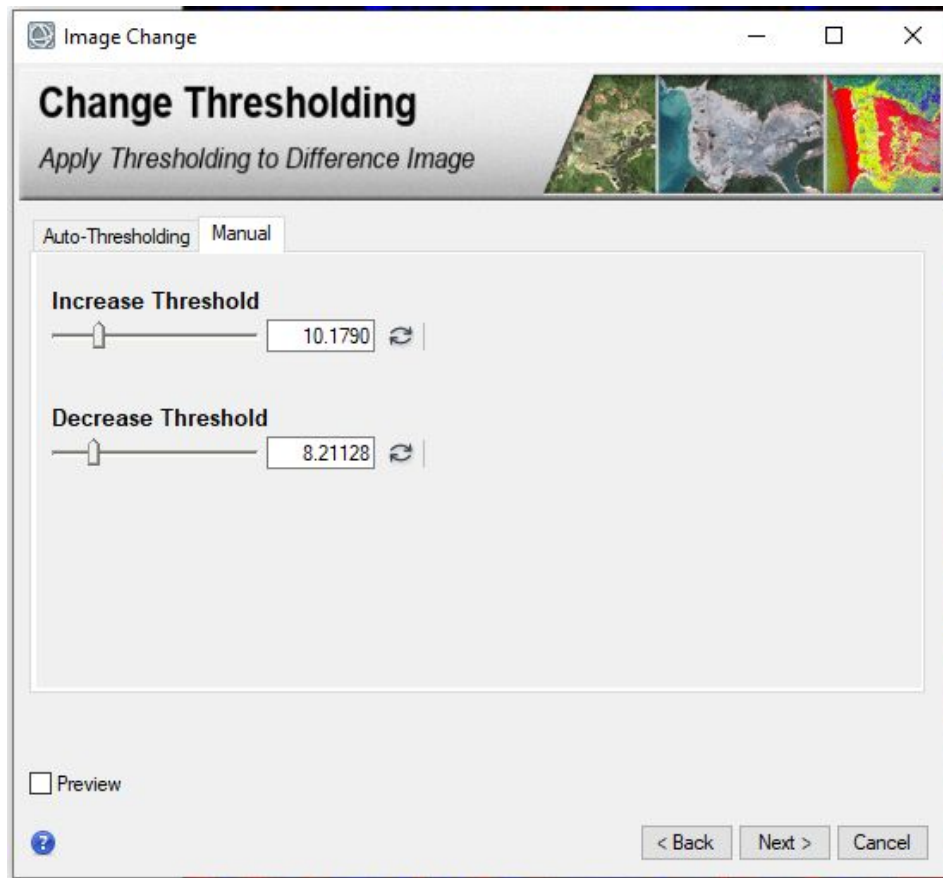 Image Change
Change Thresholding
Apply Thresholding to Difference Image
Auto-Thresholding Manual
Increase Threshold
10.1790
Decrease Threshold
8.21128
Preview
? < Back Next > Cancel